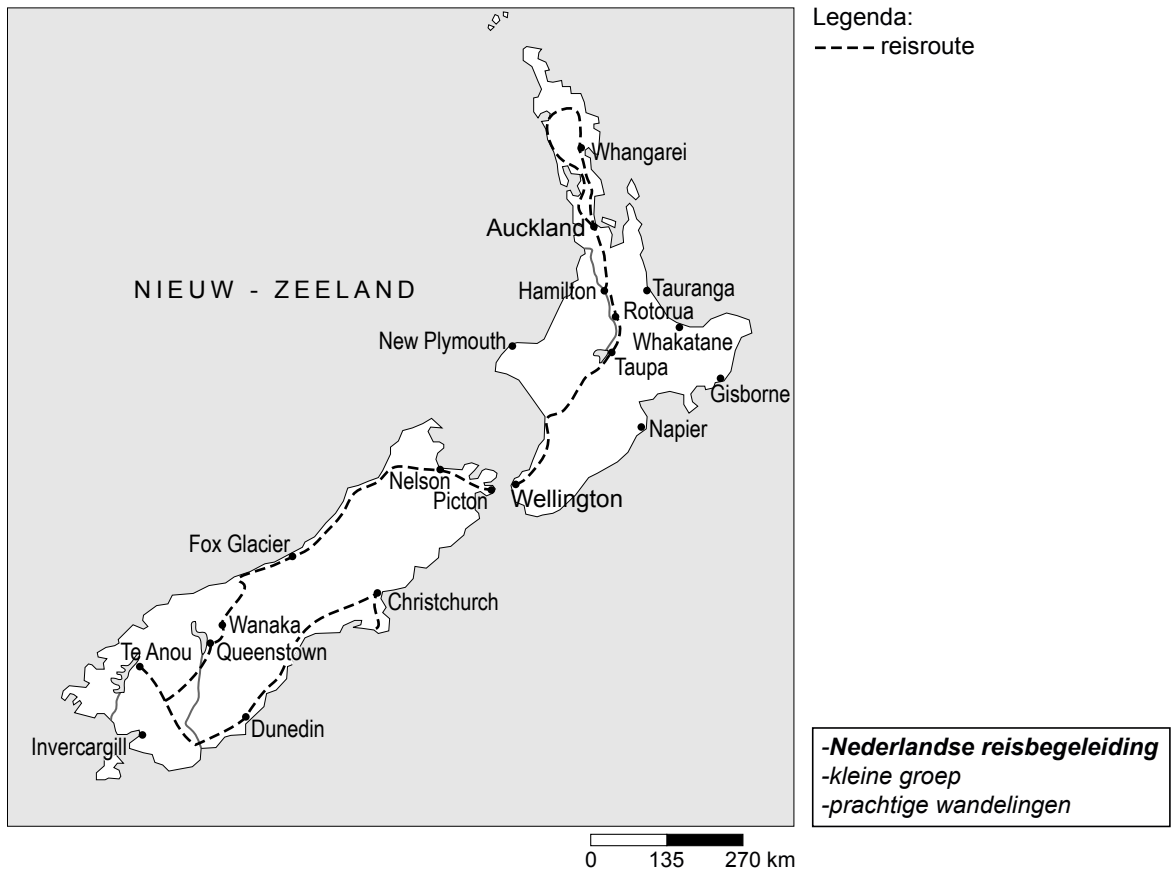 Legenda:
reisroute
Whangarei
Auckland
NIEUW - ZEELAND
Hamilton
Tauranga
Rotorua
Whakatane
New Plymouth
Taupa
Gisborne
Napier
Nelson
Picton
Wellington
Fox Glacier
Christchurch
Wanaka
Te Anou
Queenstown
Dunedin
Invercargill
-Nederlandse reisbegeleiding
-kleine groep
-prachtige wandelingen
0 135 270 km